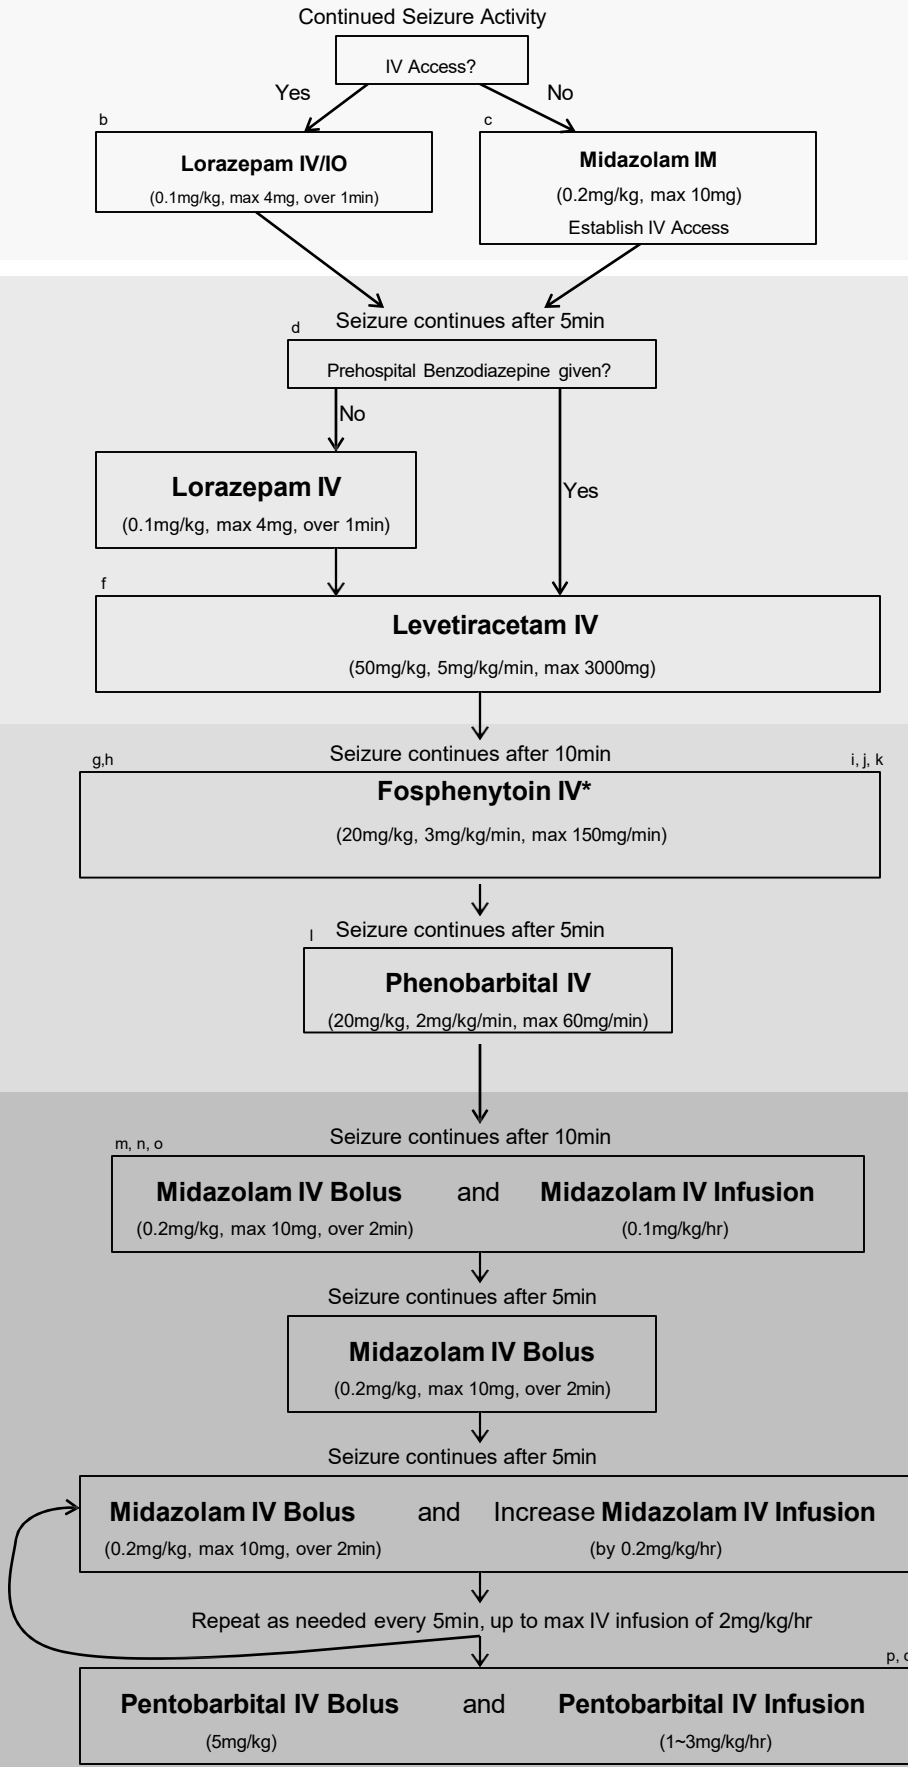 Continued Seizure Activity
IV Access?
Yes
No
b
Lorazepam IV/IO
(0.1mg/kg, max 4mg, over 1min)
c
Midazolam IM
(0.2mg/kg, max 10mg)
Establish IV Access
Seizure continues after 5min
d
Prehospital Benzodiazepine given?
No
Yes
Lorazepam IV
(0.1mg/kg, max 4mg, over 1min)
f
Levetiracetam IV
(50mg/kg, 5mg/kg/min, max 3000mg)
Seizure continues after 10min
g,h
i, j, k
Fosphenytoin IV*
(20mg/kg, 3mg/kg/min, max 150mg/min)
Seizure continues after 5min
l
Phenobarbital IV
(20mg/kg, 2mg/kg/min, max 60mg/min)
Seizure continues after 10min
m, n, o
Midazolam IV Bolus and Midazolam IV Infusion
(0.2mg/kg, max 10mg, over 2min) (0.1mg/kg/hr)
Seizure continues after 5min
Midazolam IV Bolus
(0.2mg/kg, max 10mg, over 2min)
Seizure continues after 5min
Midazolam IV Bolus and Increase Midazolam IV Infusion
(0.2mg/kg, max 10mg, over 2min) (by 0.2mg/kg/hr)
Repeat as needed every 5min, up to max IV infusion of 2mg/kg/hr
p,
Pentobarbital IV Bolus and Pentobarbital IV Infusion
(5mg/kg) (1~3mg/kg/hr)